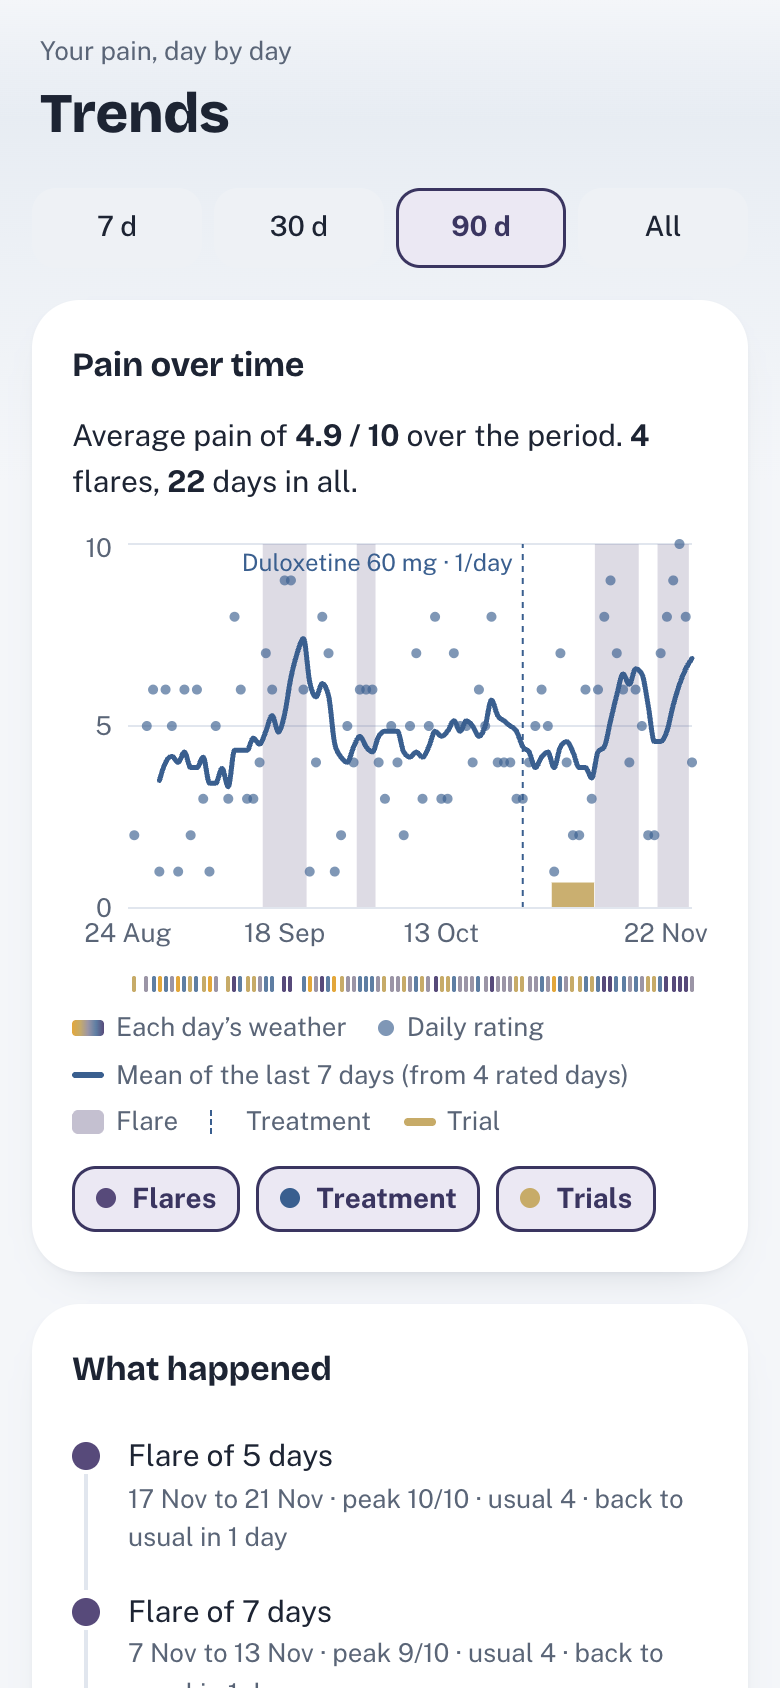 Your pain, day by day
Trends
7 d
30 d
90 d
All
Pain over time
Average pain of 4.9 / 10 over the period. 4
flares, 22 days in all.
10
Duloxetine 60 mg · 1/day
5
0
24 Aug
18 Sep
13 Oct
22 Nov
Each day’s weather
Daily rating
Mean of the last 7 days (from 4 rated days)
Flare
Treatment
Trial
Flares
Treatment
Trials
What happened
Flare of 5 days
17 Nov to 21 Nov · peak 10/10 · usual 4 · back to
usual in 1 day
Flare of 7 days
7 Nov to 13 Nov · peak 9/10 · usual 4 · back to